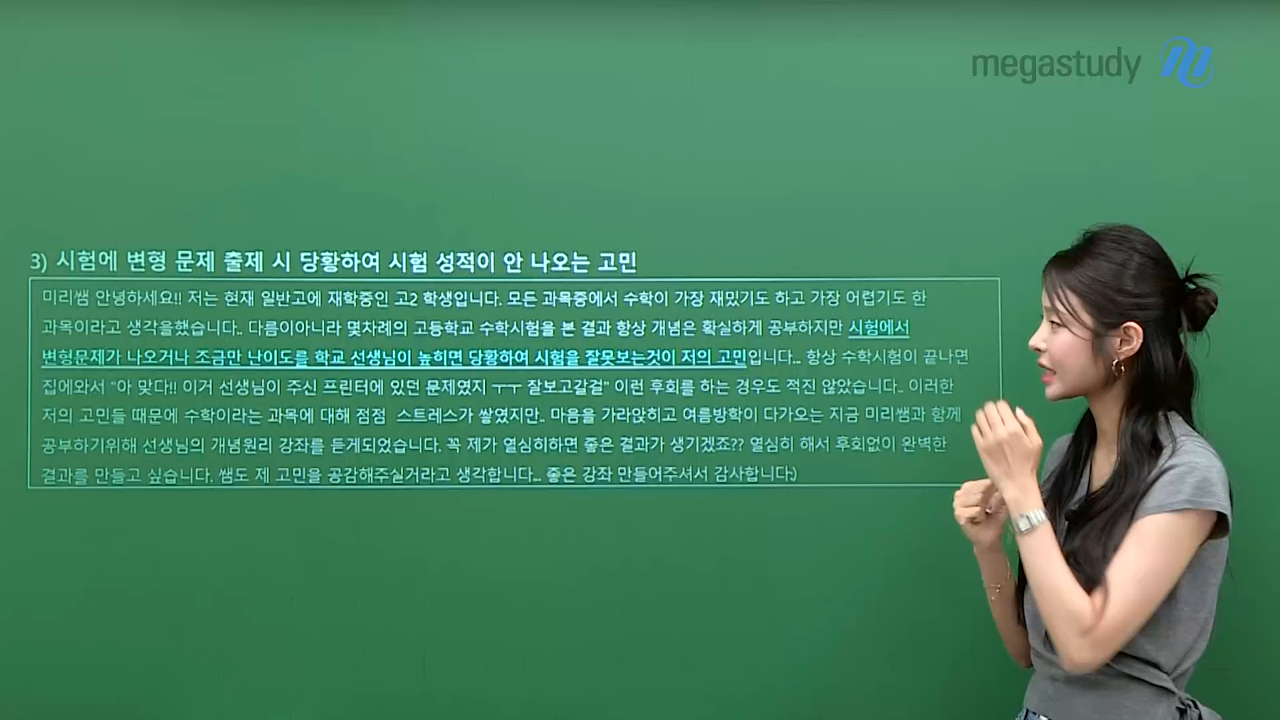 megastudy
3) 시험에 변형 문제 출제 시 당황하여 시험 성적이 안 나오는 고민
미리쌤 안녕하세요!! 저는 현재 일반고에 재학중인 고2 학생입니다. 모든 과목중에서 수학이 가장 재밌기도 하고 가장 어렵기도 한
과목이라고 생각을했습니다.. 다름이아니라 몇차례의 고등학교 수학시험을 본 결과 항상 개념은 확실하게 공부하지만 시험에서
변형문제가 나오거나 조금만 난이도를 학교 선생님이 높히면 당황하여 시험을 잘못보는것이 저의 고민입니다... 항상 수학시험이 끝나면
집에와서 "아 맞다!! 이거 선생님이 주신 프린터에 있던 문제였지 ㅜㅜ 잘보고갈걸" 이런 후회를 하는 경우도 적진 않았습니다.. 이러한
저의 고민들 때문에 수학이라는 과목에 대해 점점 스트레스가 쌓였지만.. 마음을 가라앉히고 여름방학이 다가오는 지금 미리쌤과 함께
공부하기위해 선생님의 개념원리 강좌를 듣게되었습니다. 꼭 제가 열심히하면 좋은 결과가 생기겠죠?? 열심히 해서 후회없이 완벽한
결과를 만들고 싶습니다. 쌤도 제 고민을 공감해주실거라고 생각합니다... 좋은 강좌 만들어주셔서 감사합니다:)